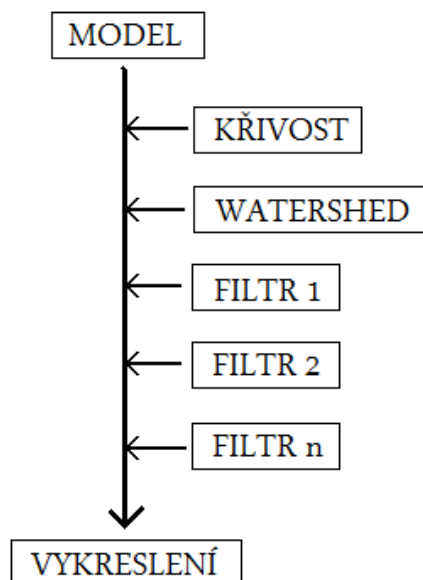 MODEL
KŘIVOST
WATERSHED
FILTR 1
FILTR 2
FILTR n
VYKRESLENÍ